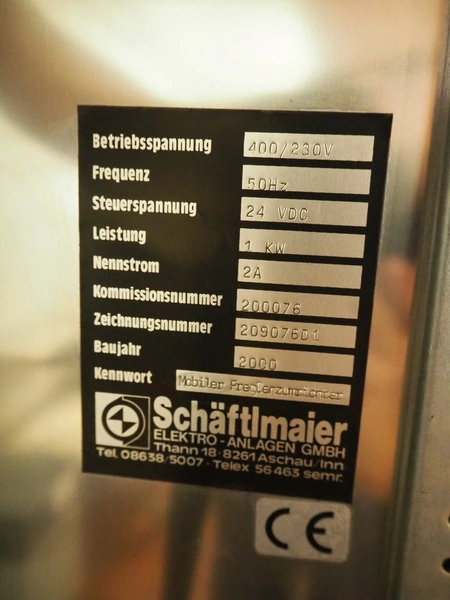 Betriebsspannung 400/230V
Frequenz 50Hz
Steuerspannung 24 VDC
Leistung 1 KW
Nennstrom 2A
Kommissionsnummer 200076
Zeichnungsnummer 209076D1
Baujahr 2000
Kennwort Mobiler
Schäftlmaier
ELEKTRO-ANLAGEN GMBH
Thann 18 · 8261 Aschau/Inn
Tel. 08638/5007 · Telex 56 463 semr.
CE